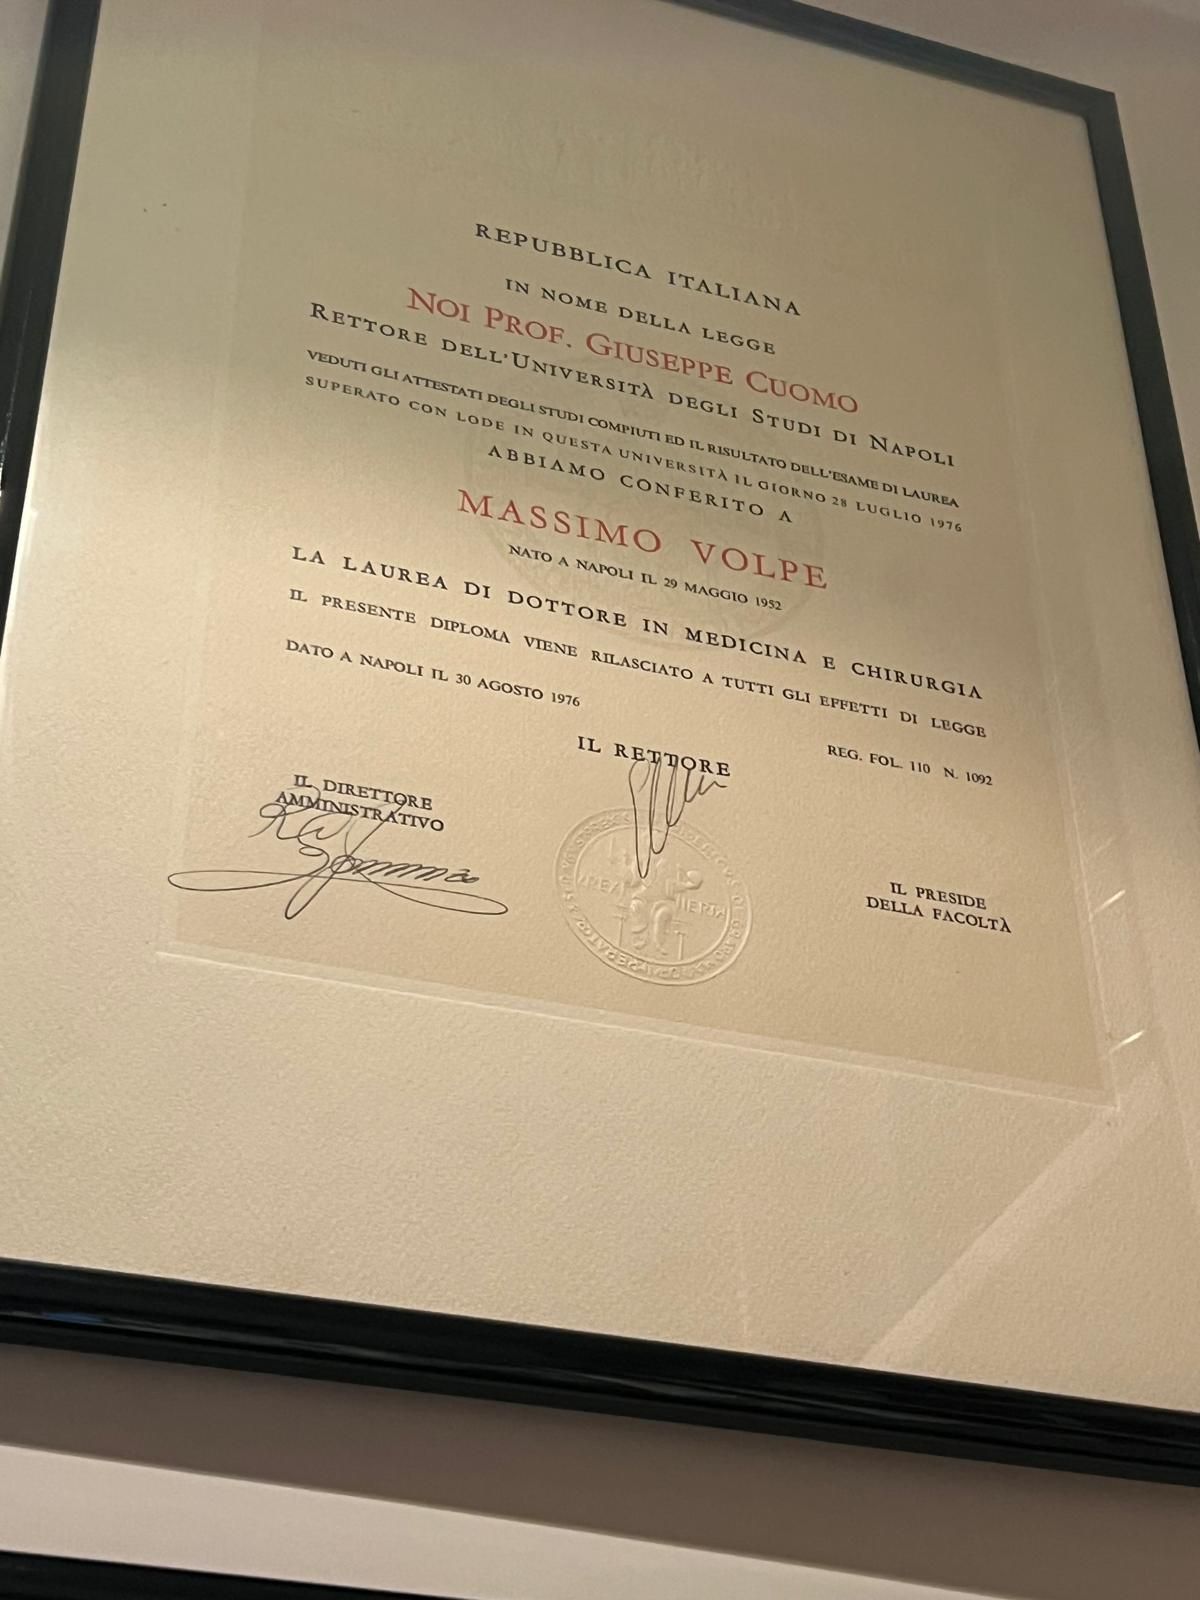 REPUBBLICA ITALIANA
IN NOME DELLA LEGGE
NOI PROF. GIUSEPPE CUOMO
RETTORE DELL'UNIVERSITÀ DEGLI STUDI DI NAPOLI
VEDUTI GLI ATTESTATI DEGLI STUDI COMPIUTI ED IL RISULTATO DELL'ESAME DI LAUREA
SUPERATO CON LODE IN QUESTA UNIVERSITÀ IL GIORNO 28 LUGLIO 1976
ABBIAMO CONFERITO A
MASSIMO VOLPE
NATO A NAPOLI IL 29 MAGGIO 1952
LA LAUREA DI DOTTORE IN MEDICINA E CHIRURGIA
IL PRESENTE DIPLOMA VIENE RILASCIATO A TUTTI GLI EFFETTI DI LEGGE
DATO A NAPOLI IL 30 AGOSTO 1976
REG. FOL. 110 N. 1092
IL RETTORE
IL DIRETTORE
AMMINISTRATIVO
IL PRESIDE
DELLA FACOLTÀ